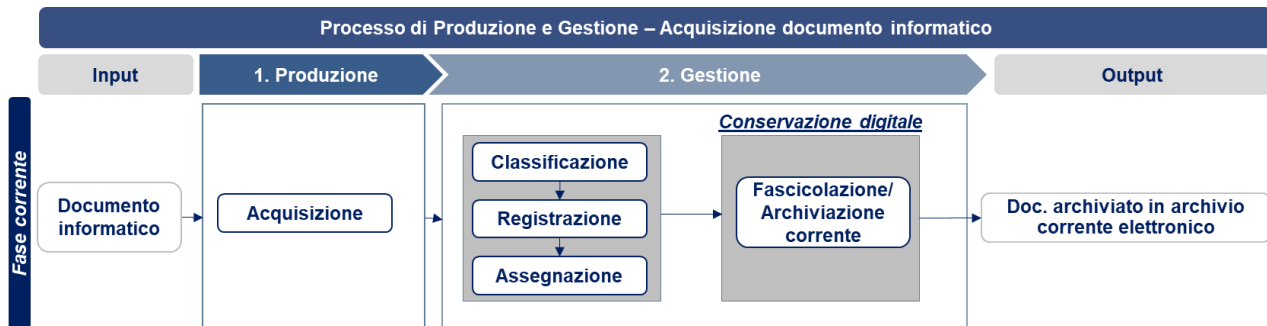 Processo di Produzione e Gestione – Acquisizione documento informatico
Input
1. Produzione
2. Gestione
Output
Fase corrente
Documento
informatico
Acquisizione
Classificazione
Registrazione
Assegnazione
Conservazione digitale
Fascicolazione/
Archiviazione
corrente
Doc. archiviato in archivio
corrente elettronico